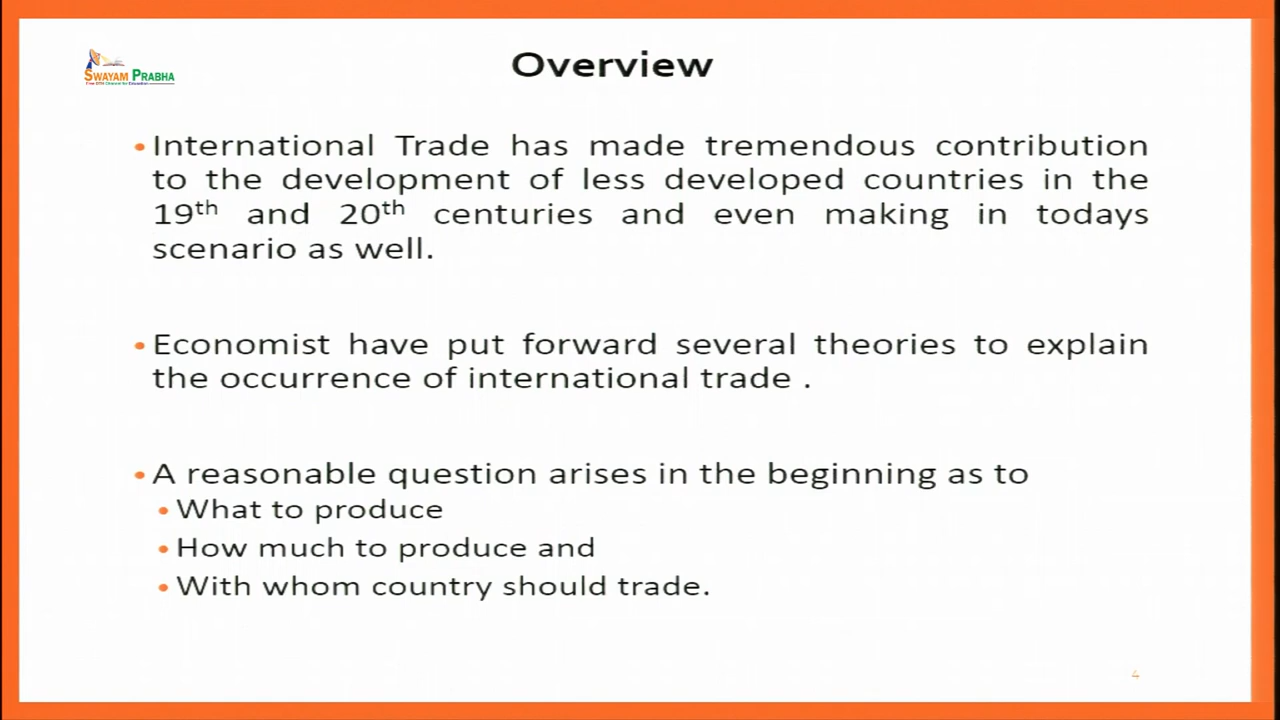 Overview
SWAYAM PRABHA
• International Trade has made tremendous contribution
to the development of less developed countries in the
19th and 20th centuries and even making in todays
scenario as well.
• Economist have put forward several theories to explain
the occurrence of international trade .
• A reasonable question arises in the beginning as to
• What to produce
• How much to produce and
• With whom country should trade.
4